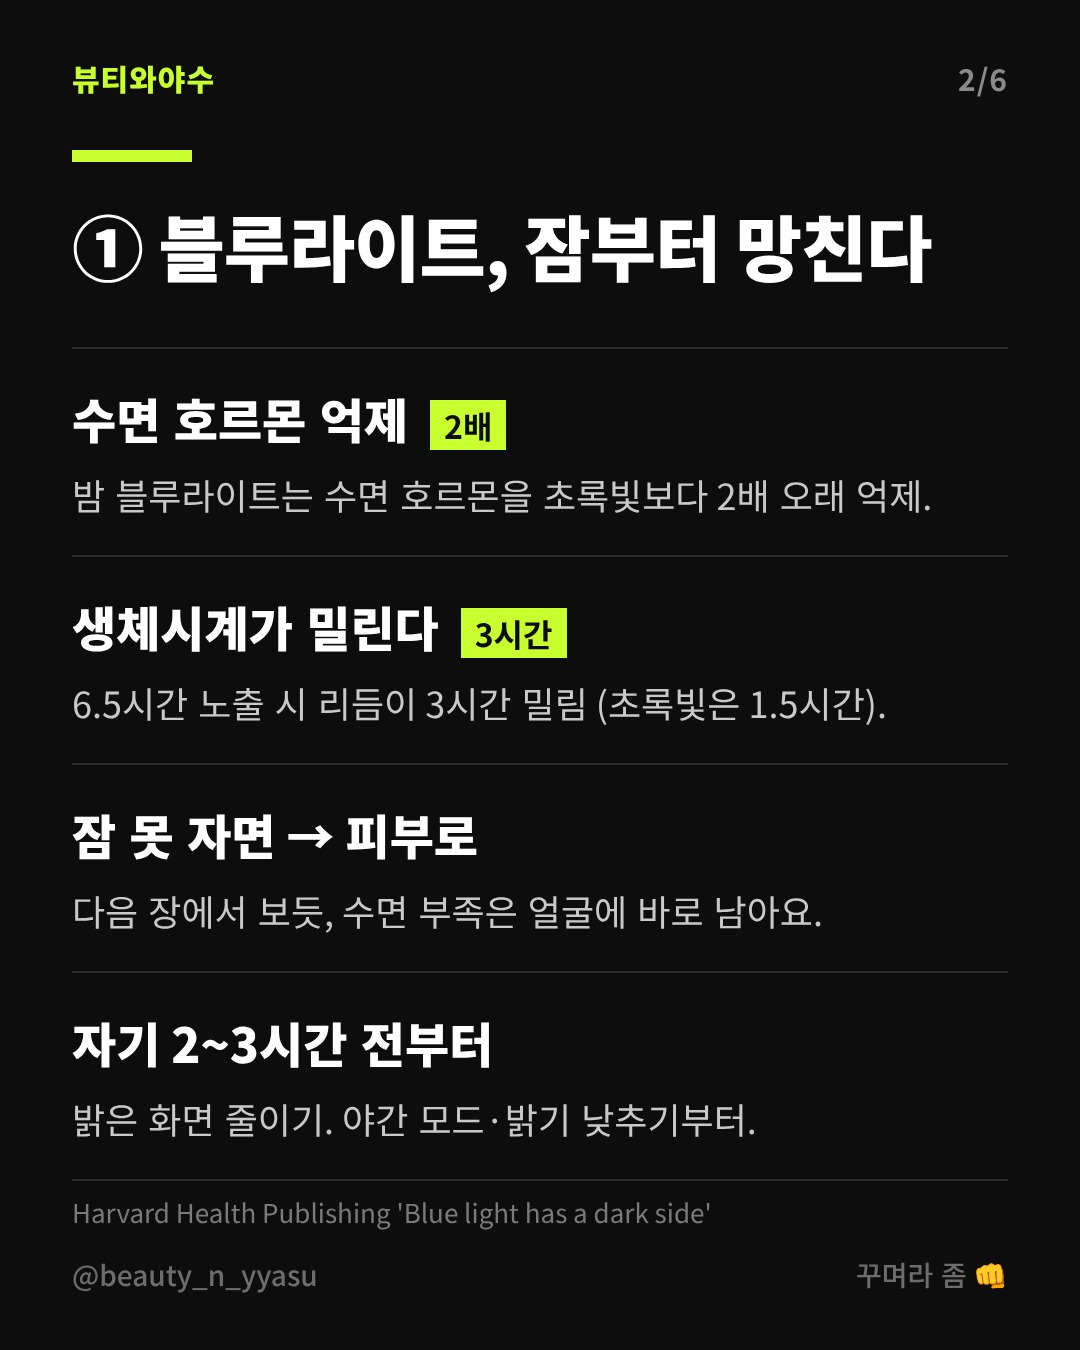 뷰티와야수
2/6
① 블루라이트, 잠부터 망친다
수면 호르몬 억제 2배
밤 블루라이트는 수면 호르몬을 초록빛보다 2배 오래 억제.
생체시계가 밀린다 3시간
6.5시간 노출 시 리듬이 3시간 밀림 (초록빛은 1.5시간).
잠 못 자면 → 피부로
다음 장에서 보듯, 수면 부족은 얼굴에 바로 남아요.
자기 2~3시간 전부터
밝은 화면 줄이기. 야간 모드·밝기 낮추기부터.
Harvard Health Publishing 'Blue light has a dark side'
@beauty_n_yyasu
꾸며라 좀 👊